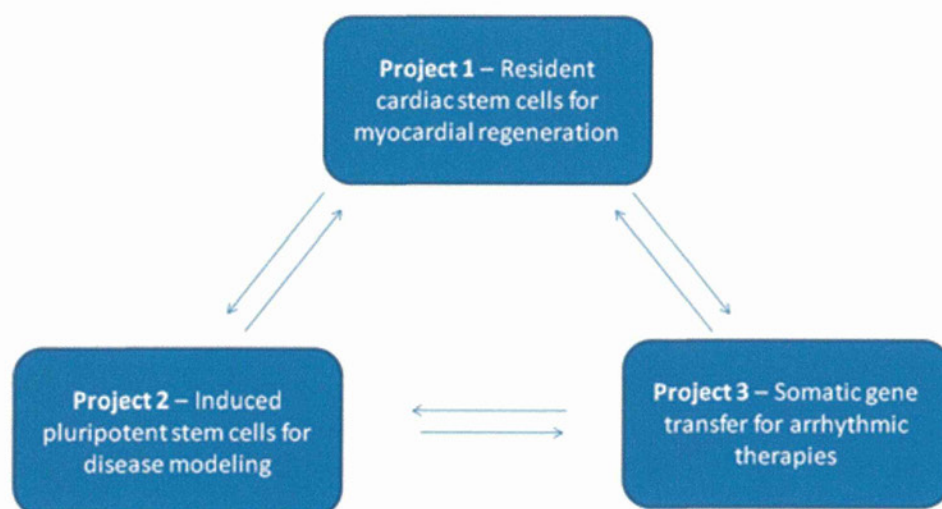 Project 1 – Resident
cardiac stem cells for
myocardial regeneration
Project 2 – Induced
pluripotent stem cells for
disease modeling
Project 3 – Somatic gene
transfer for arrhythmic
therapies